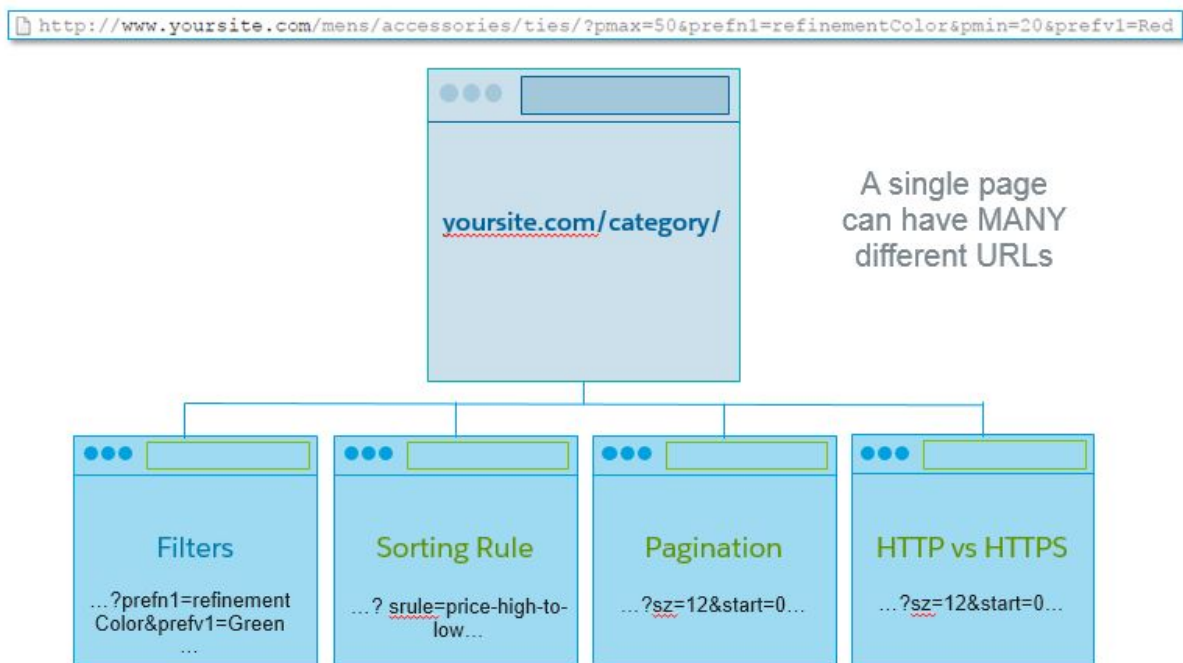 http://www.yoursite.com/mens/accessories/ties/?pmax=50&prefn1=refinementColor&pmin=20&prefv1=Red
yoursite.com/category/
A single page
can have MANY
different URLs
Filters
...?prefn1=refinement
Color&prefv1=Green
...
Sorting Rule
...? srule=price-high-to-
low...
Pagination
...?sz=12&start=0...
HTTP vs HTTPS
...?sz=12&start=0...